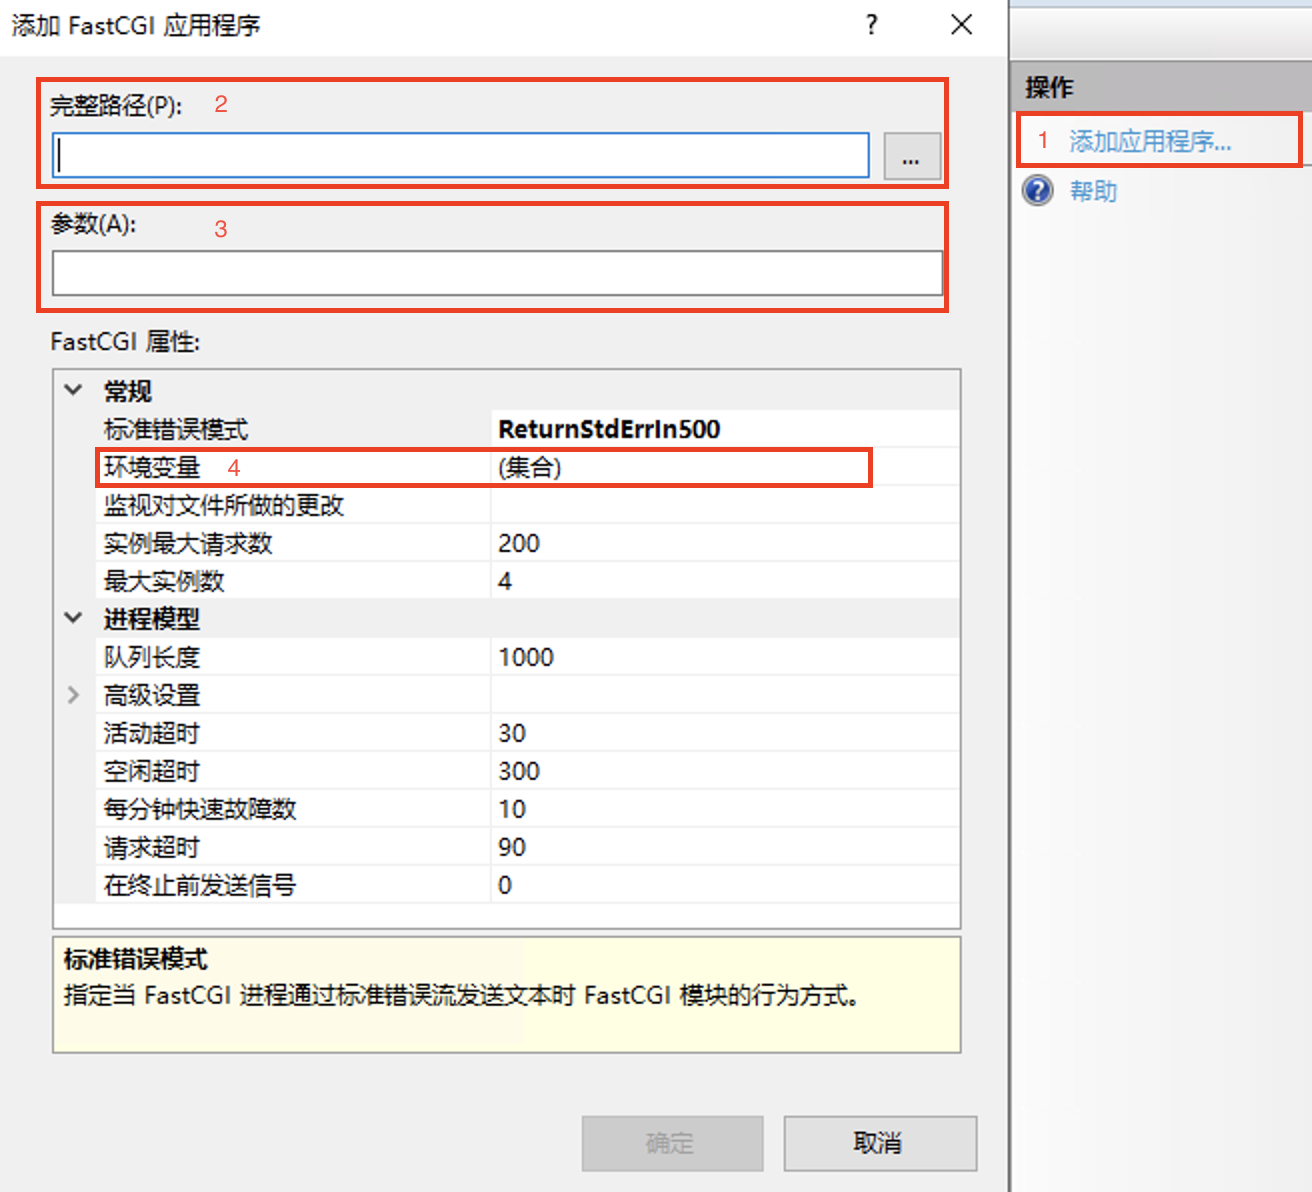 添加 FastCGI 应用程序
?
完整路径(P): 2
...
参数(A): 3
FastCGI 属性:
常规
标准错误模式 ReturnStdErrIn500
环境变量 4 (集合)
监视对文件所做的更改
实例最大请求数 200
最大实例数 4
进程模型
队列长度 1000
高级设置
活动超时 30
空闲超时 300
每分钟快速故障数 10
请求超时 90
在终止前发送信号 0
标准错误模式
指定当 FastCGI 进程通过标准错误流发送文本时 FastCGI 模块的行为方式。
确定 取消
操作
1 添加应用程序...
? 帮助